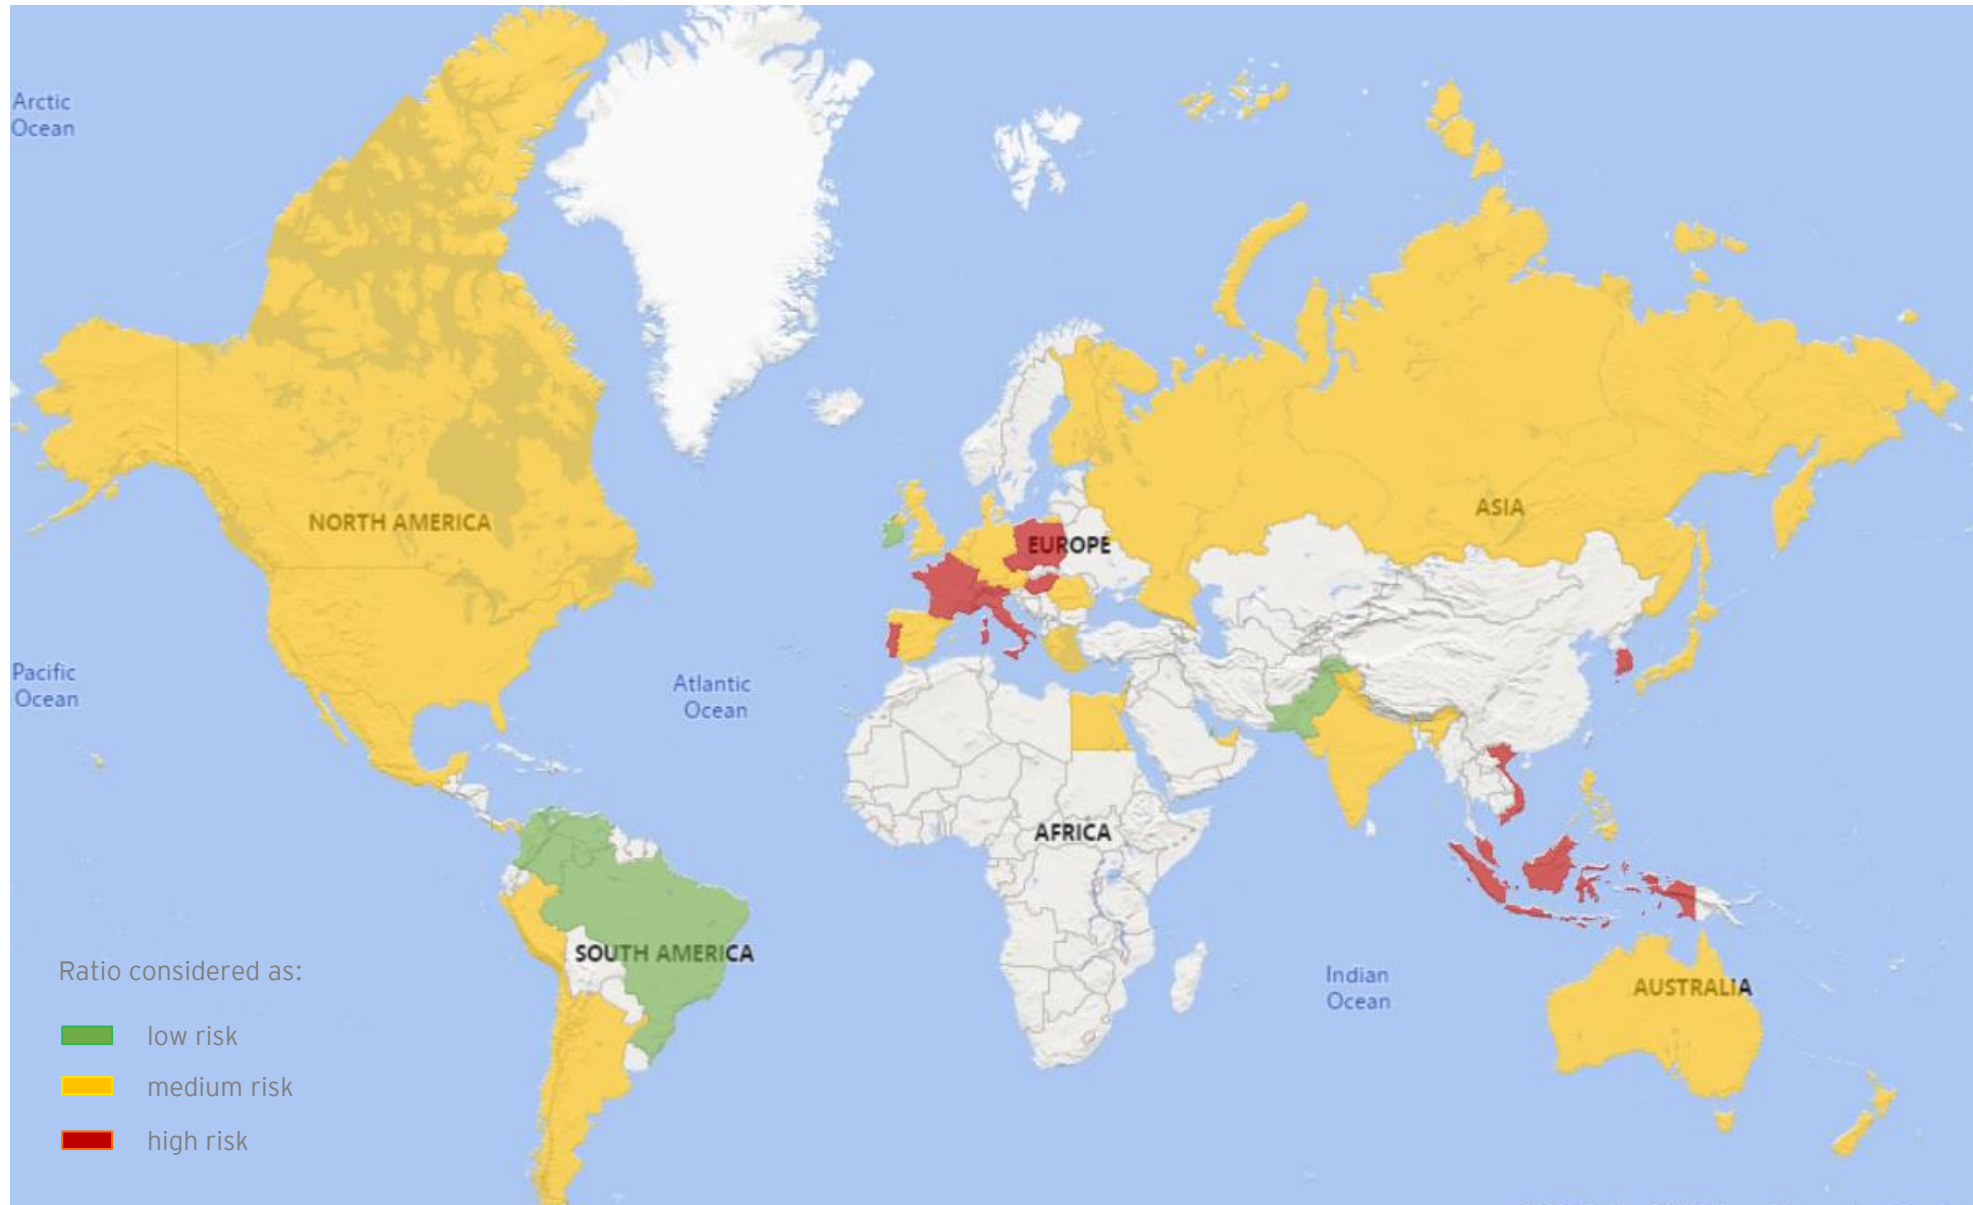 Arctic
Ocean
NORTH AMERICA
ASIA
EUROPE
Pacific
Ocean
Atlantic
Ocean
AFRICA
SOUTH AMERICA
Indian
Ocean
AUSTRALIA
Ratio considered as:
low risk
medium risk
high risk